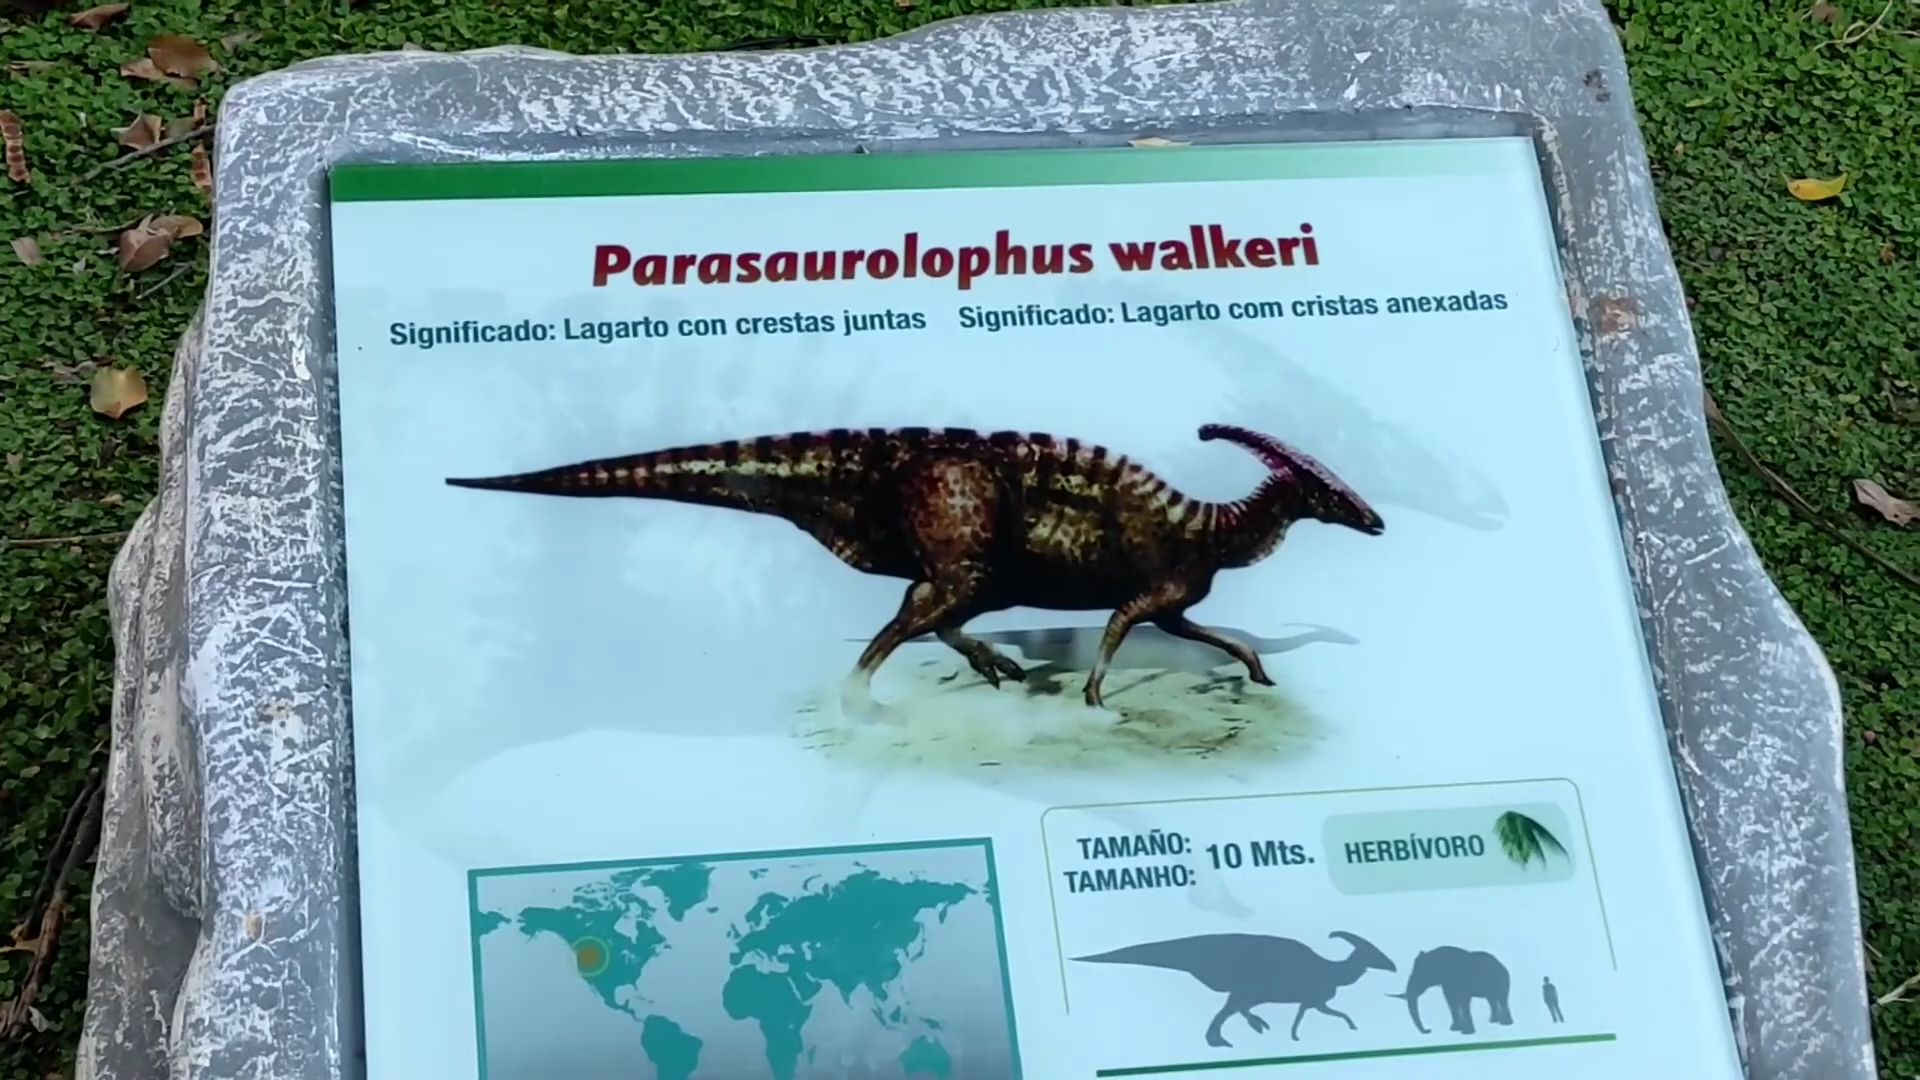 Parasaurolophus walkeri
Significado: Lagarto con crestas juntas
Significado: Lagarto com cristas anexadas
TAMAÑO:
TAMANHO:
10 Mts.
HERBÍVORO